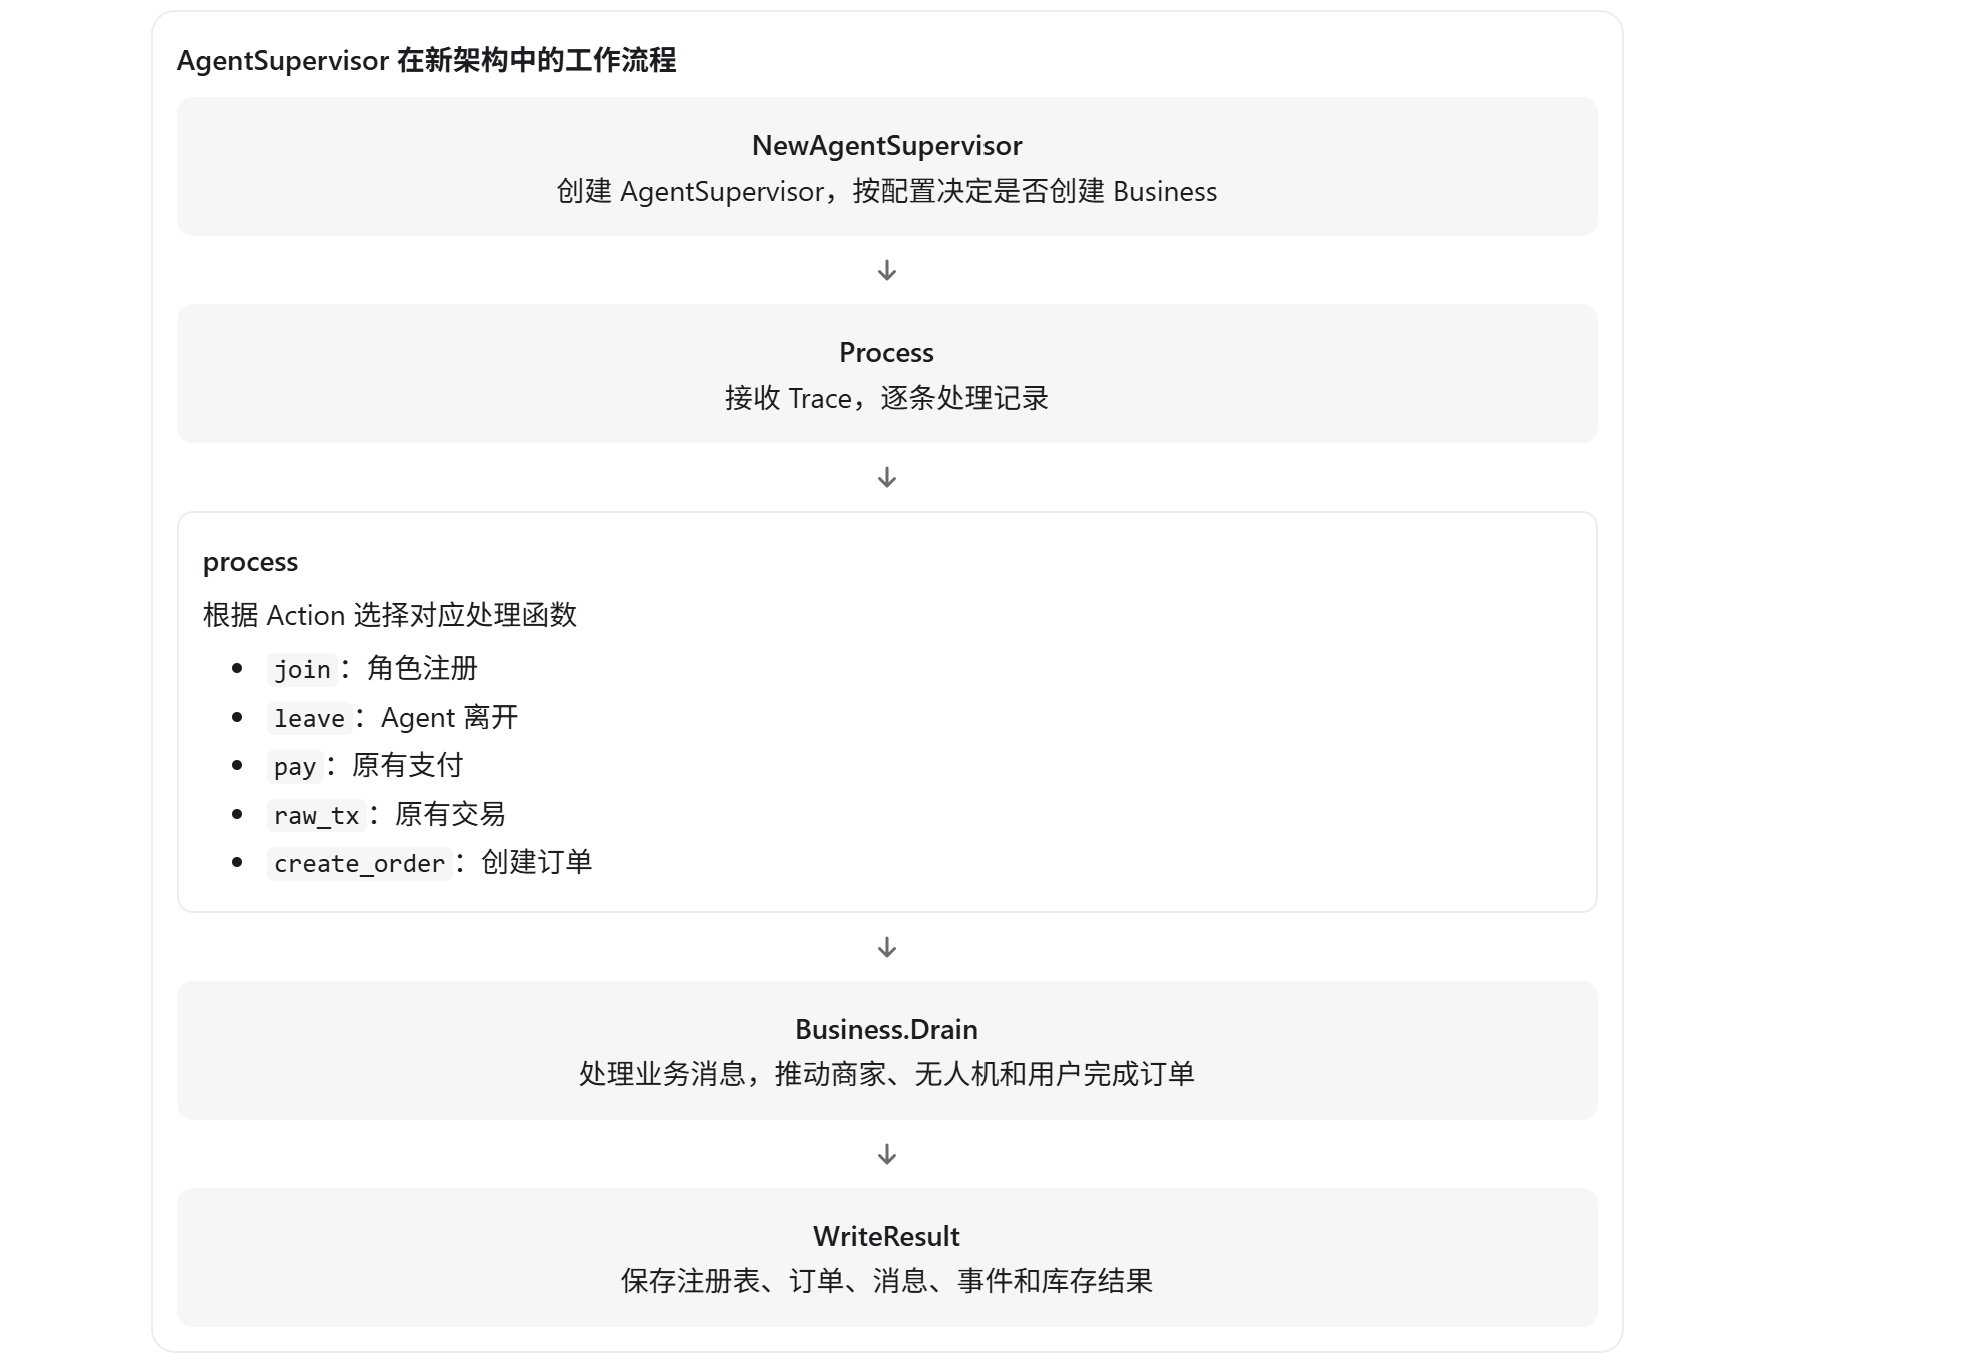 AgentSupervisor 在新架构中的工作流程
NewAgentSupervisor
创建 AgentSupervisor，按配置决定是否创建 Business
↓
Process
接收 Trace，逐条处理记录
↓
process
根据 Action 选择对应处理函数
• join：角色注册
• leave：Agent 离开
• pay：原有支付
• raw_tx：原有交易
• create_order：创建订单
↓
Business.Drain
处理业务消息，推动商家、无人机和用户完成订单
↓
WriteResult
保存注册表、订单、消息、事件和库存结果